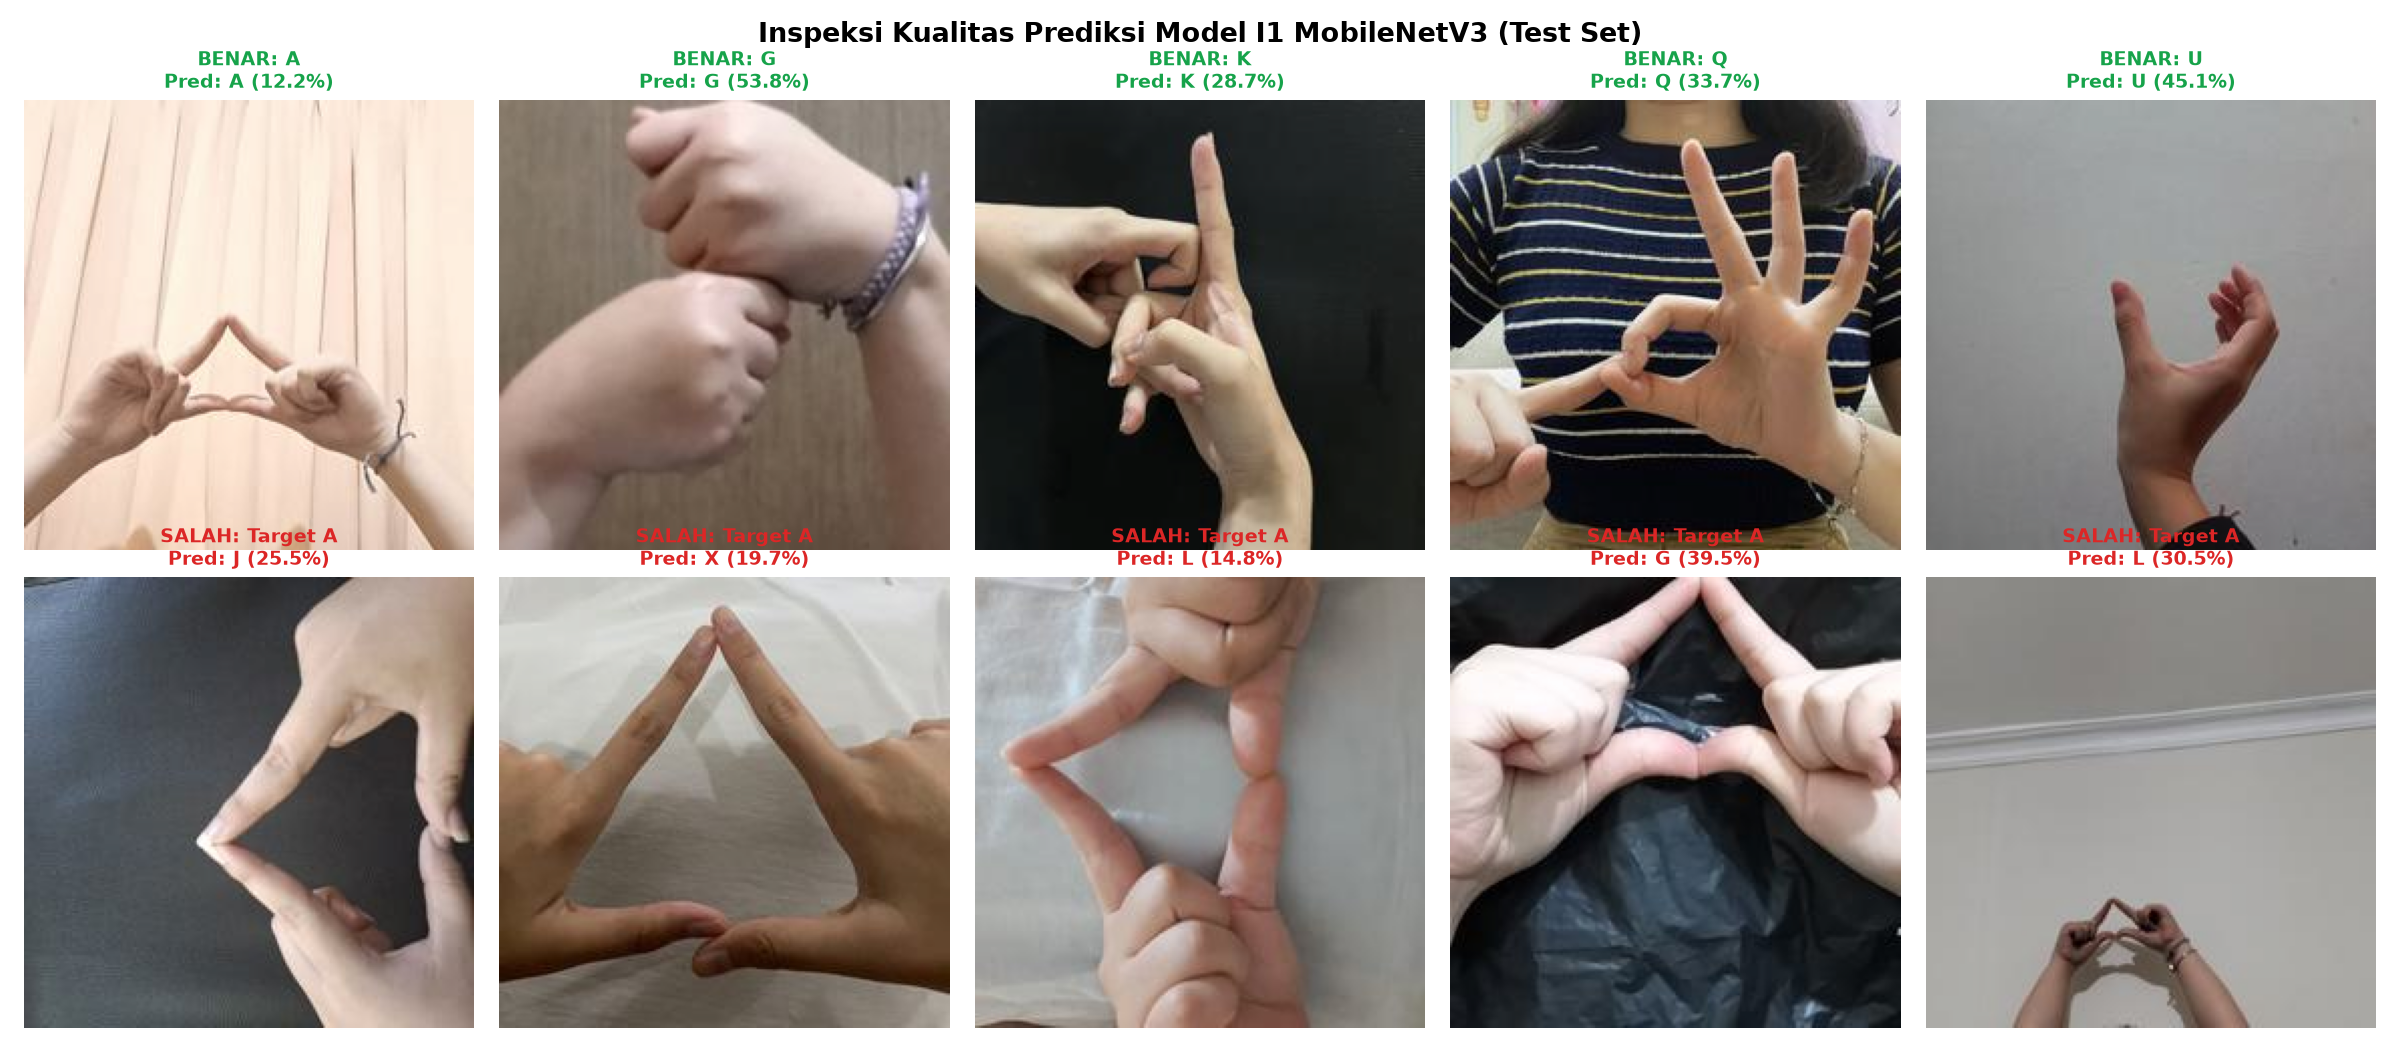 Inspeksi Kualitas Prediksi Model I1 MobileNetV3 (Test Set)
BENAR: A
Pred: A (12.2%)
BENAR: G
Pred: G (53.8%)
BENAR: K
Pred: K (28.7%)
BENAR: Q
Pred: Q (33.7%)
BENAR: U
Pred: U (45.1%)
SALAH: Target A
Pred: J (25.5%)
SALAH: Target A
Pred: X (19.7%)
SALAH: Target A
Pred: L (14.8%)
SALAH: Target A
Pred: G (39.5%)
SALAH: Target A
Pred: L (30.5%)